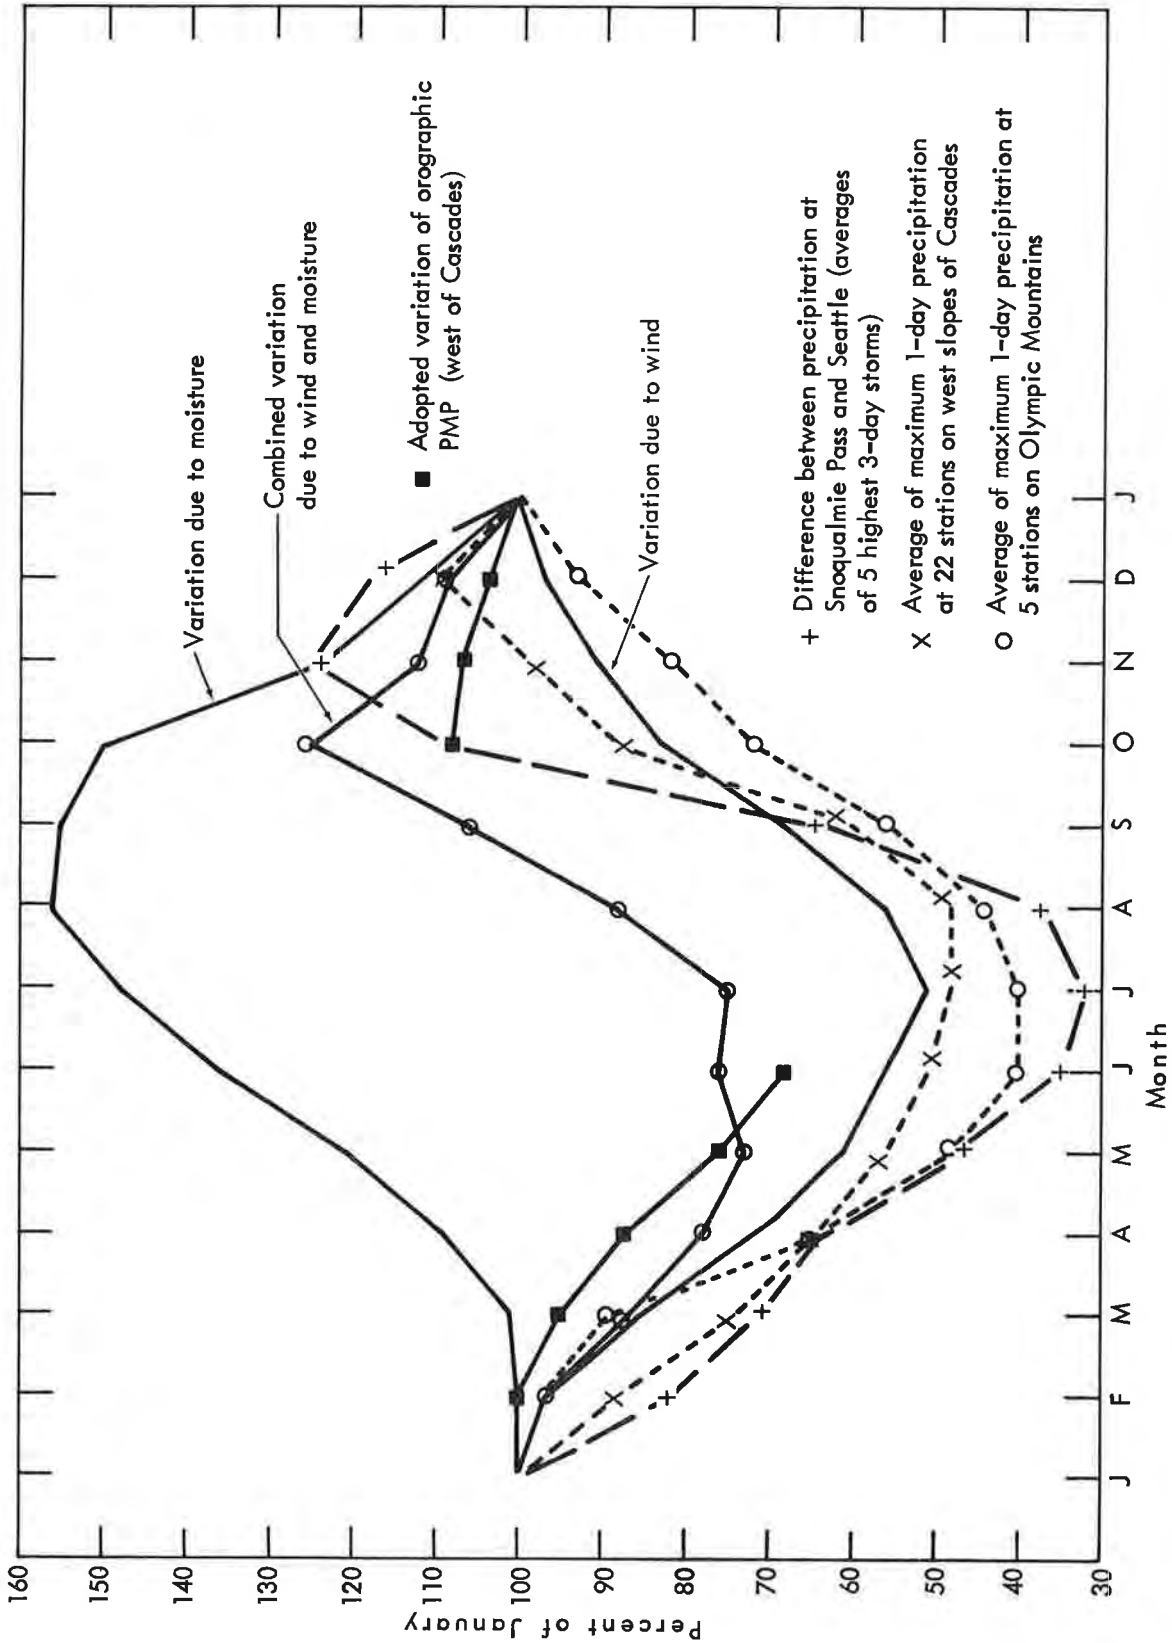 160
150
140
130
120
110
100
90
80
70
60
50
40
30
Percent of January
Variation due to moisture
Combined variation
due to wind and moisture
Adopted variation of orographic
PMP (west of Cascades)
Variation due to wind
Difference between precipitation at
Snoqualmie Pass and Seattle (averages
of 5 highest 3-day storms)
Average of maximum 1-day precipitation
at 22 stations on west slopes of Cascades
Average of maximum 1-day precipitation at
5 stations on Olympic Mountains
J F M A M J J A S O N D J
Month